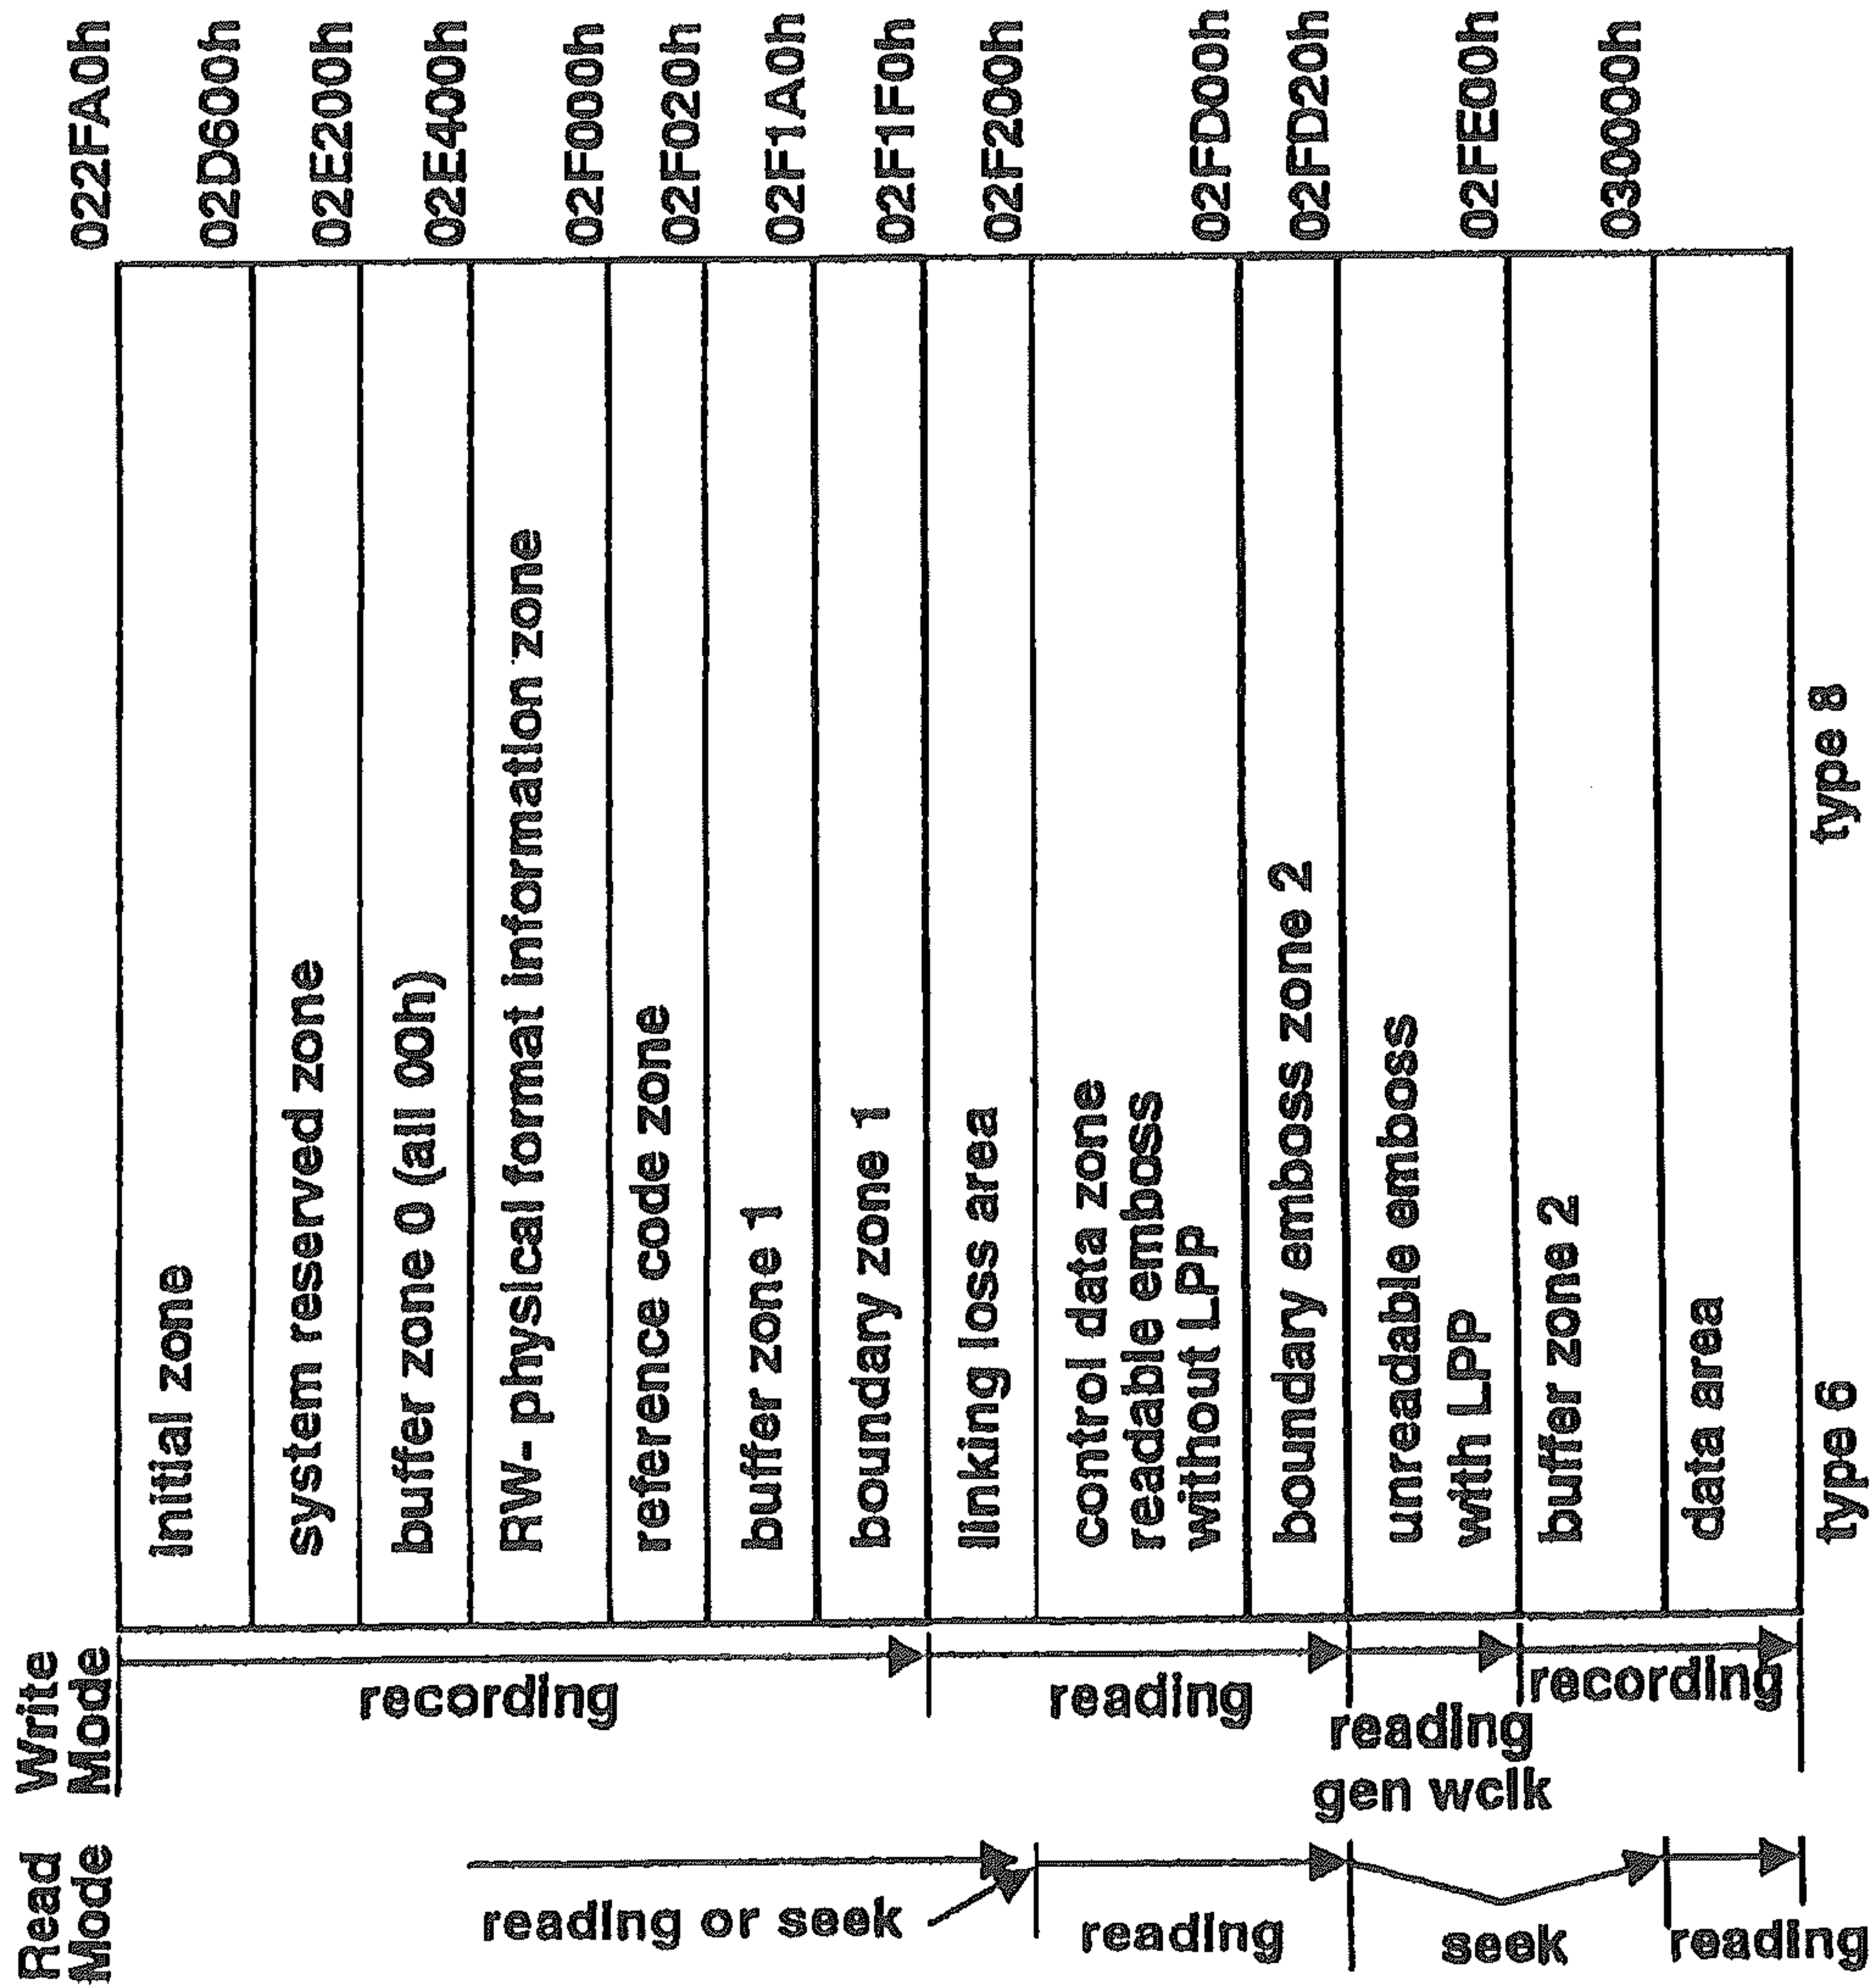 022FA0h
initial zone
02D600h
system reserved zone
02E200h
buffer zone 0 (all 00h)
02E400h
RW- physical format information zone
02F000h
reference code zone
02F020h
buffer zone 1
02F1A0h
boundary zone 1
02F1F0h
linking loss area
02F200h
control data zone
readable emboss
without LPP
02FD00h
boundary emboss zone 2
02FD20h
unreadable emboss
with LPP
02FE00h
buffer zone 2
030000h
data area
type 6
type 8
Write
Mode
recording
reading
reading
gen wclk
recording
Read
Mode
reading or seek
reading
seek
reading